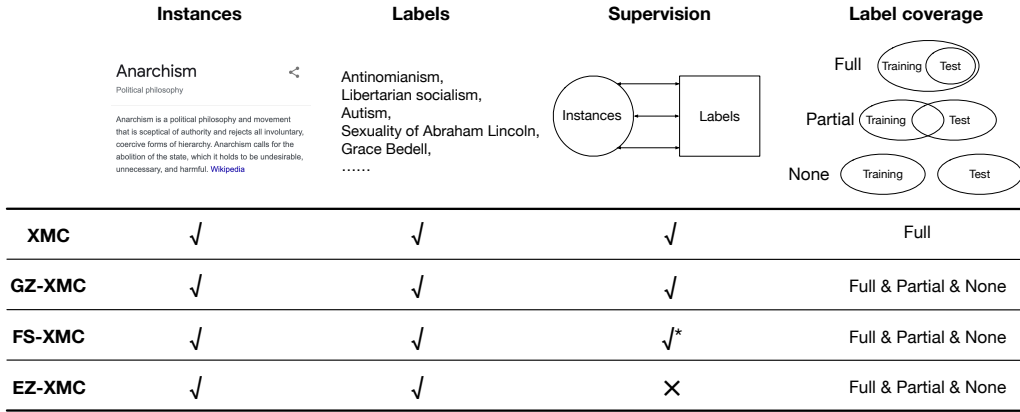 Instances Labels Supervision Label coverage
Anarchism
Political philosophy
Anarchism is a political philosophy and movement
that is sceptical of authority and rejects all involuntary,
coercive forms of hierarchy. Anarchism calls for the
abolition of the state, which it holds to be undesirable,
unnecessary, and harmful. Wikipedia
Antinomianism,
Libertarian socialism,
Autism,
Sexuality of Abraham Lincoln,
Grace Bedell,
......
Instances Labels
Full Training Test
Partial Training Test
None Training Test
XMC √ √ √ Full
GZ-XMC √ √ √ Full & Partial & None
FS-XMC √ √ √* Full & Partial & None
EZ-XMC √ √ × Full & Partial & None